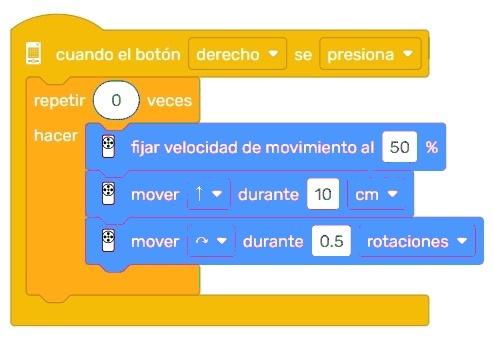 cuando el botón derecho se presiona
repetir 0 veces
hacer
fijar velocidad de movimiento al 50 %
mover ↑ durante 10 cm
mover ↷ durante 0.5 rotaciones